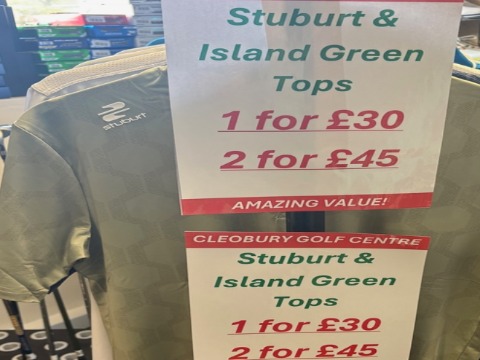 stuburt
Stuburt &
Island Green
Tops
1 for £30
2 for £45
AMAZING VALUE!
CLEOBURY GOLF CENTRE
Stuburt &
Island Green
Tops
1 for £30
2 for £45